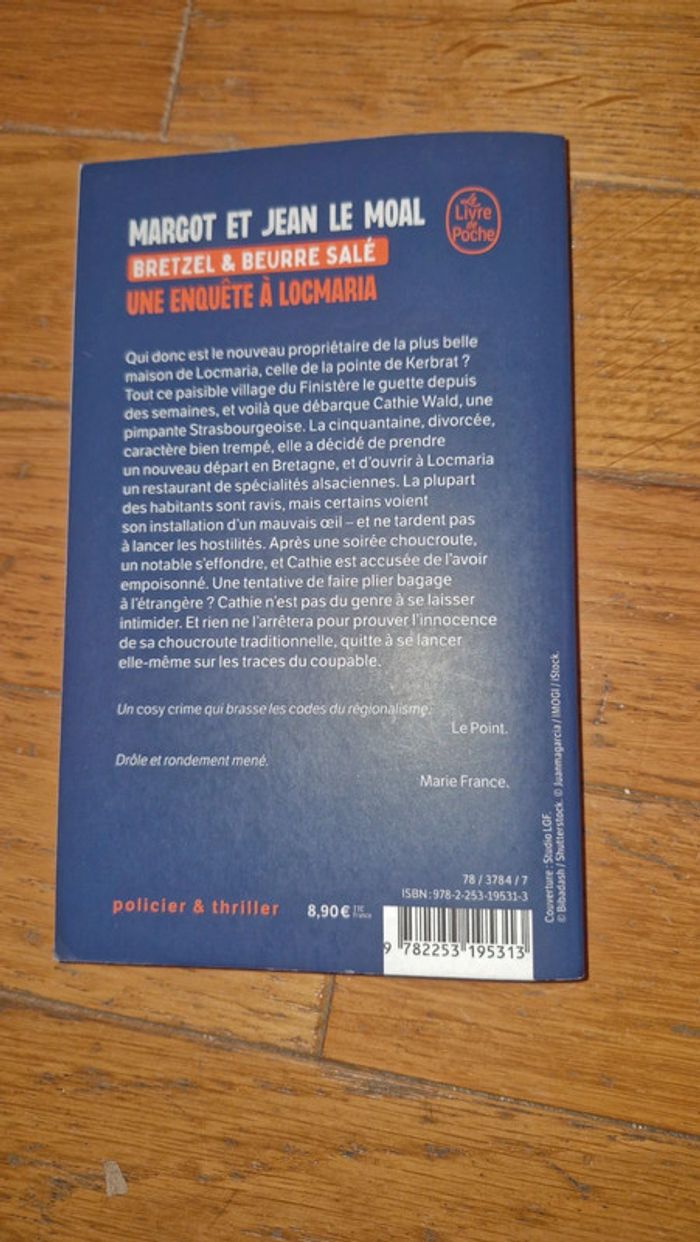 MARGOT ET JEAN LE MOAL
Le
Livre
de
Poche
BRETZEL & BEURRE SALÉ
UNE ENQUÊTE À LOCMARIA
Qui donc est le nouveau propriétaire de la plus belle
maison de Locmaria, celle de la pointe de Kerbrat ?
Tout ce paisible village du Finistère le guette depuis
des semaines, et voilà que débarque Cathie Wald, une
pimpante Strasbourgeoise. La cinquantaine, divorcée,
caractère bien trempé, elle a décidé de prendre
un nouveau départ en Bretagne, et d'ouvrir à Locmaria
un restaurant de spécialités alsaciennes. La plupart
des habitants sont ravis, mais certains voient
son installation d'un mauvais œil – et ne tardent pas
à lancer les hostilités. Après une soirée choucroute,
un notable s'effondre, et Cathie est accusée de l'avoir
empoisonné. Une tentative de faire plier bagage
à l'étrangère ? Cathie n'est pas du genre à se laisser
intimider. Et rien ne l'arrêtera pour prouver l'innocence
de sa choucroute traditionnelle, quitte à se lancer
elle-même sur les traces du coupable.
Un cosy crime qui brasse les codes du régionalisme.
Le Point.
Drôle et rondement mené.
Marie France.
78 / 3784 / 7
ISBN : 978-2-253-19531-3
policier & thriller
8,90 € TTC
France
9 782253 195313
Couverture : Studio LGF.
© Bibadash / Shutterstock. © Juanmagarcia / IMOGI / iStock.